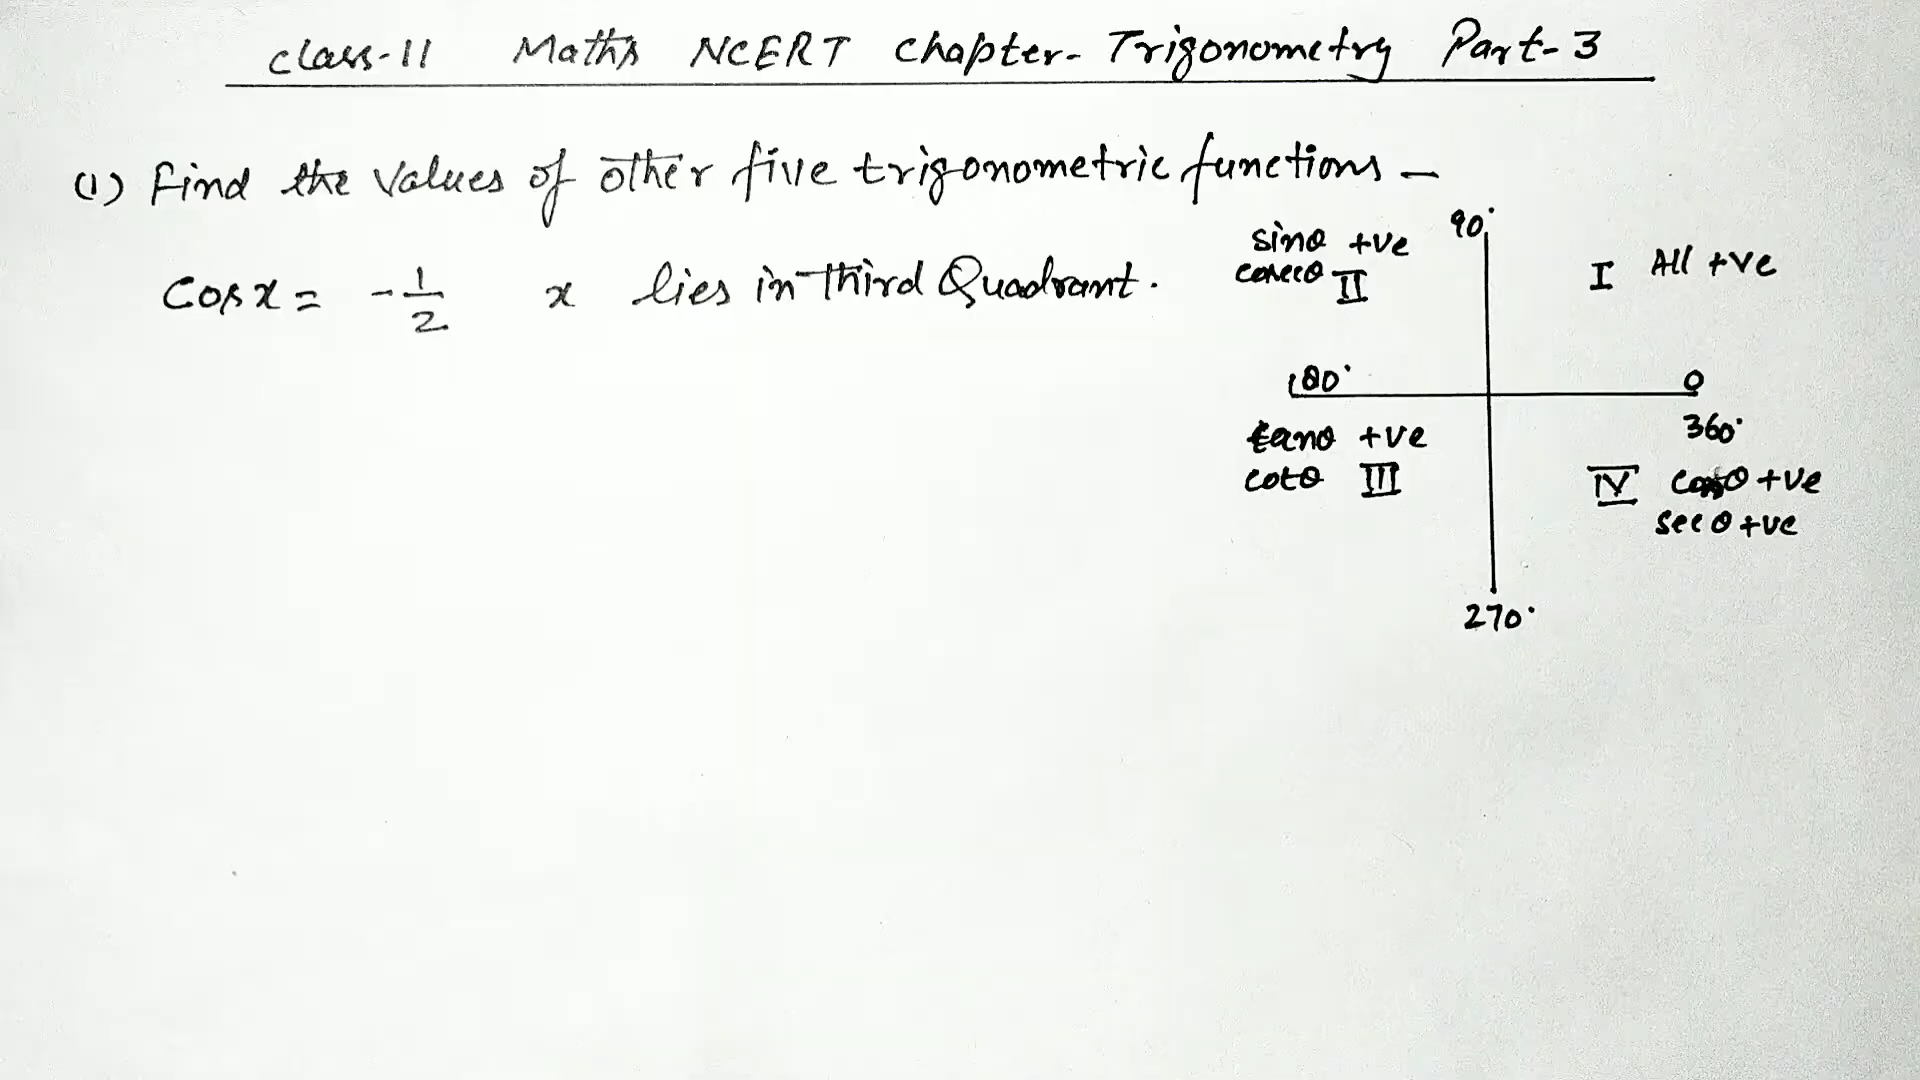 class-11 Maths NCERT Chapter- Trigonometry Part-3
(1) Find the Values of other five trigonometric functions –
Cos x = -1/2 x lies in Third Quadrant.
90°
sinθ +ve
cosecθ II
I All +ve
180°
0
360°
tanθ +ve
cotθ III
IV cosθ +ve
secθ +ve
270°